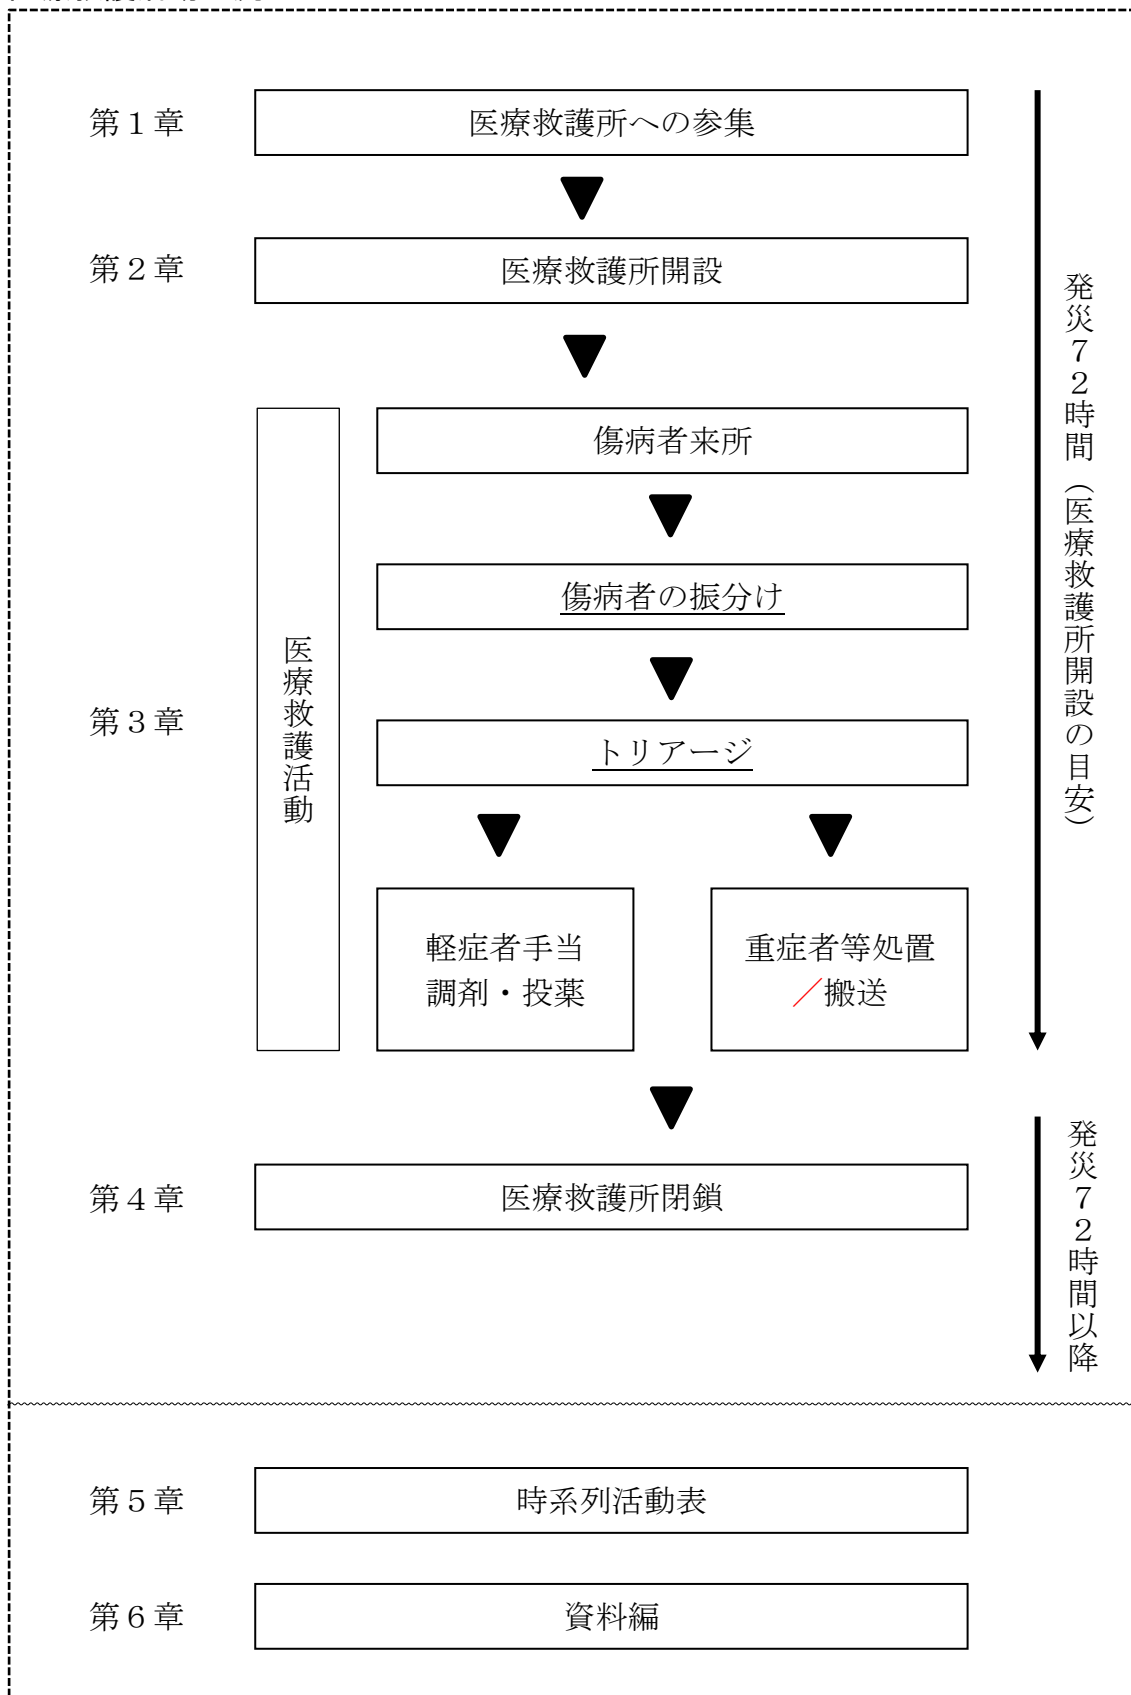 第１章
医療救護所への参集
第２章
医療救護所開設
発災７２時間（医療救護所開設の目安）
第３章
医療救護活動
傷病者来所
傷病者の振分け
トリアージ
軽症者手当
調剤・投薬
重症者等処置
／搬送
第４章
医療救護所閉鎖
発災７２時間以降
第５章
時系列活動表
第６章
資料編